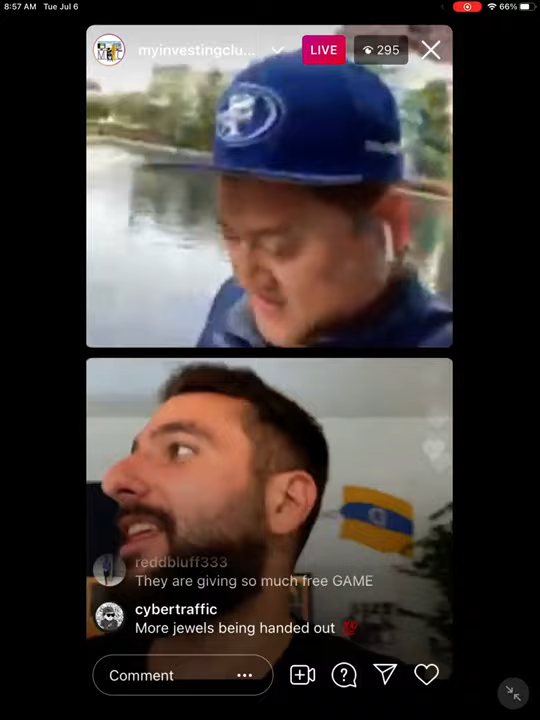 8:57 AM Tue Jul 6
66%
myinvestingclu...
LIVE
295
reddbluff333
They are giving so much free GAME
cybertraffic
More jewels being handed out
Comment